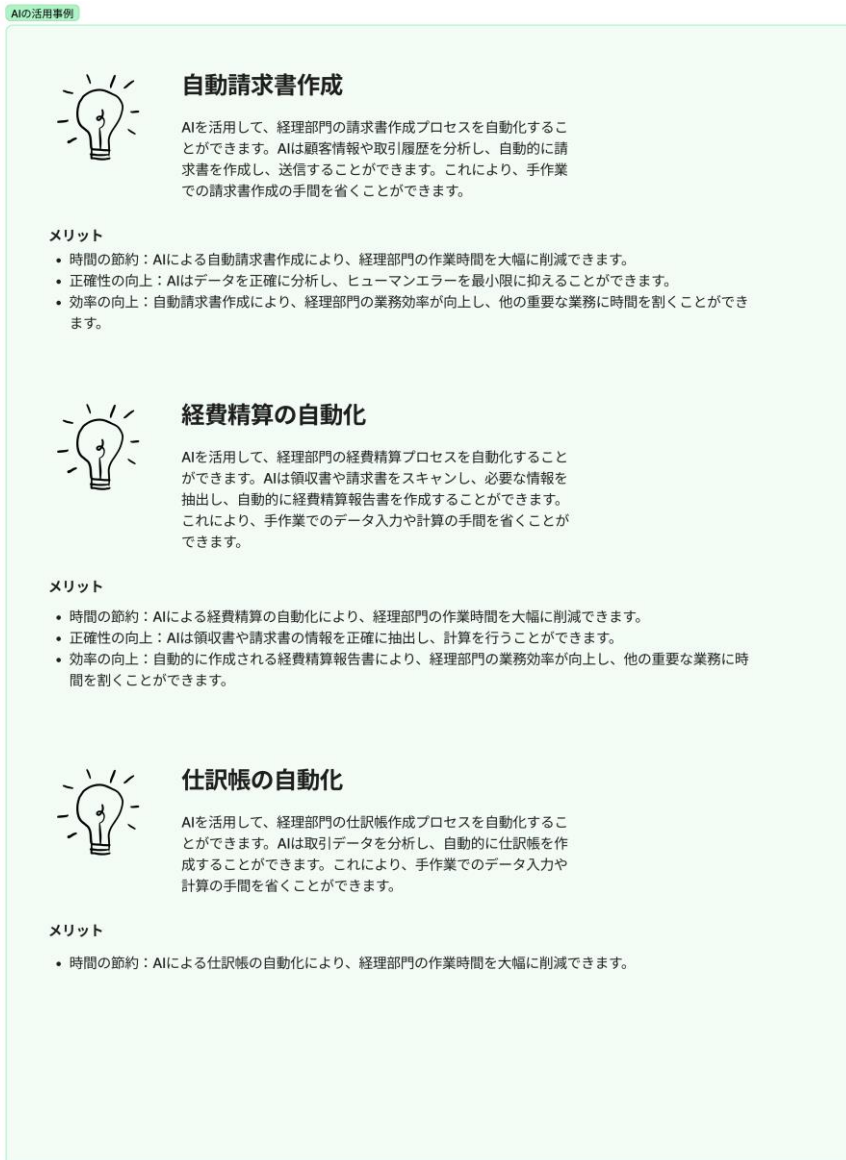 AIの活用事例
自動請求書作成
AIを活用して、経理部門の請求書作成プロセスを自動化するこ
とができます。AIは顧客情報や取引履歴を分析し、自動的に請
求書を作成し、送信することができます。これにより、手作業
での請求書作成の手間を省くことができます。
メリット
• 時間の節約：AIによる自動請求書作成により、経理部門の作業時間を大幅に削減できます。
• 正確性の向上：AIはデータを正確に分析し、ヒューマンエラーを最小限に抑えることができます。
• 効率の向上：自動請求書作成により、経理部門の業務効率が向上し、他の重要な業務に時間を割くことができ
ます。
経費精算の自動化
AIを活用して、経理部門の経費精算プロセスを自動化すること
ができます。AIは領収書や請求書をスキャンし、必要な情報を
抽出し、自動的に経費精算報告書を作成することができます。
これにより、手作業でのデータ入力や計算の手間を省くことが
できます。
メリット
• 時間の節約：AIによる経費精算の自動化により、経理部門の作業時間を大幅に削減できます。
• 正確性の向上：AIは領収書や請求書の情報を正確に抽出し、計算を行うことができます。
• 効率の向上：自動的に作成される経費精算報告書により、経理部門の業務効率が向上し、他の重要な業務に時
間を割くことができます。
仕訳帳の自動化
AIを活用して、経理部門の仕訳帳作成プロセスを自動化するこ
とができます。AIは取引データを分析し、自動的に仕訳帳を作
成することができます。これにより、手作業でのデータ入力や
計算の手間を省くことができます。
メリット
• 時間の節約：AIによる仕訳帳の自動化により、経理部門の作業時間を大幅に削減できます。